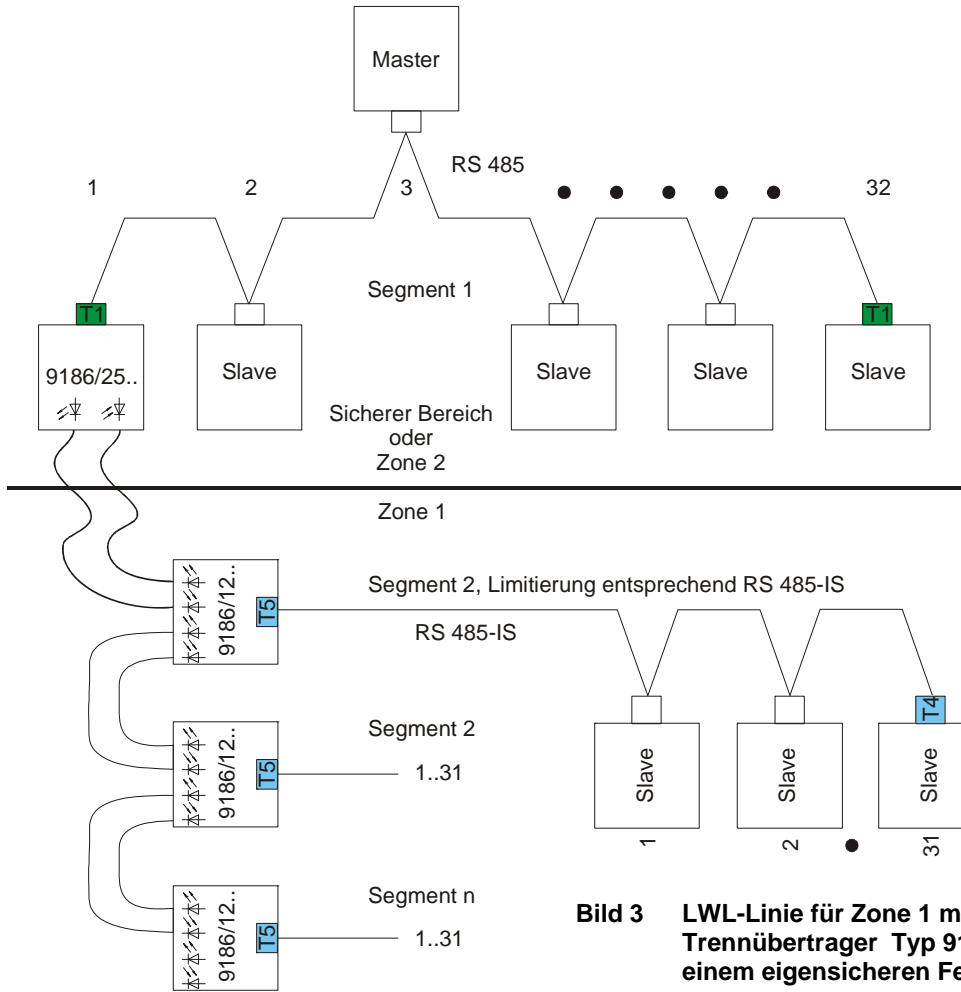 Master
RS 485
1
2
3
32
Segment 1
T1
T1
9186/25..
Slave
Slave
Slave
Slave
Sicherer Bereich
oder
Zone 2
Zone 1
9186/12..
T5
Segment 2, Limitierung entsprechend RS 485-IS
RS 485-IS
T4
Slave
Slave
Slave
1
2
31
9186/12..
T5
Segment 2
1..31
9186/12..
T5
Segment n
1..31
Bild 3 LWL-Linie für Zone 1 m
Trennübertrager Typ 91
einem eigensicheren Fe